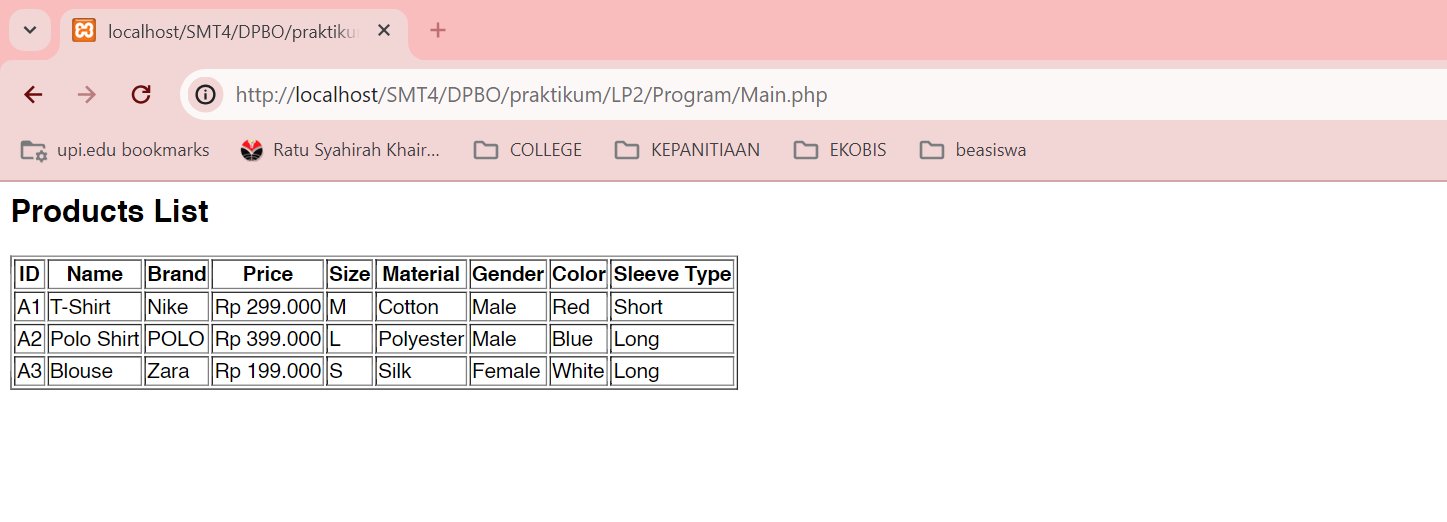 localhost/SMT4/DPBO/praktiku
http://localhost/SMT4/DPBO/praktikum/LP2/Program/Main.php
upi.edu bookmarks Ratu Syahirah Khair... COLLEGE KEPANITIAAN EKOBIS beasiswa
Products List
ID Name Brand Price Size Material Gender Color Sleeve Type
A1 T-Shirt Nike Rp 299.000 M Cotton Male Red Short
A2 Polo Shirt POLO Rp 399.000 L Polyester Male Blue Long
A3 Blouse Zara Rp 199.000 S Silk Female White Long